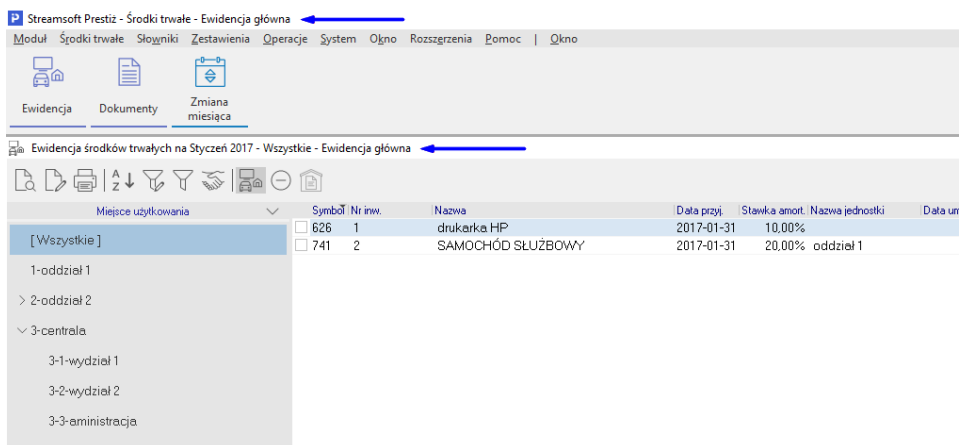 Streamsoft Prestiż - Środki trwałe - Ewidencja główna
Moduł Środki trwałe Słowniki Zestawienia Operacje System Okno Rozszerzenia Pomoc | Okno
Ewidencja Dokumenty Zmiana miesiąca
Ewidencja środków trwałych na Styczeń 2017 - Wszystkie - Ewidencja główna
Miejsce użytkowania Symbol Nr inw. Nazwa Data przyj. Stawka amort. Nazwa jednostki Data um
[Wszystkie] 626 1 drukarka HP 2017-01-31 10,00%
741 2 SAMOCHÓD SŁUŻBOWY 2017-01-31 20,00% oddział 1
1-oddział 1
2-oddział 2
3-centrala
3-1-wydział 1
3-2-wydział 2
3-3-aministracja